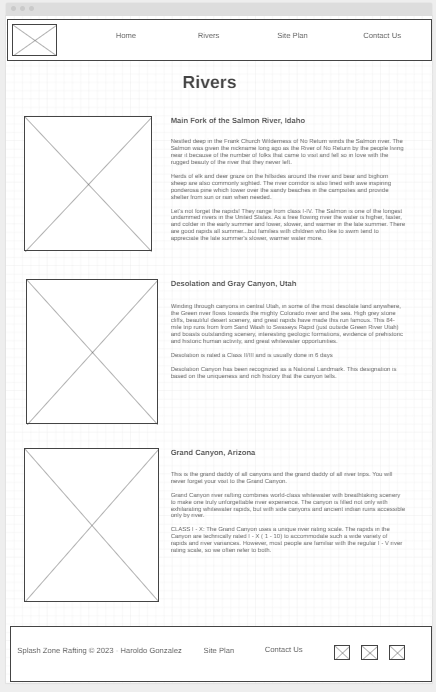 Home Rivers Site Plan Contact Us
Rivers
Main Fork of the Salmon River, Idaho
Nestled deep in the Frank Church Wilderness of No Return winds the Salmon river. The
Salmon was given the nickname long ago as the River of No Return by the people living
near it because of the number of folks that came to visit and fell so in love with the
rugged beauty of the river that they never left.
Herds of elk and deer graze on the hillsides around the river and bear and bighorn
sheep are also commonly sighted. The river corridor is also lined with awe inspiring
ponderosa pine which lower over the sandy beaches in the campsites and provide
shelter from sun or rain when needed.
Let's not forget the rapids! They range from class I-IV. The Salmon is one of the longest
undammed rivers in the United States. As a free flowing river the water is higher, faster,
and colder in the early summer and lower, slower, and warmer in the late summer. There
are good rapids all summer...but families with children who like to swim tend to
appreciate the late summer's slower, warmer water more.
Desolation and Gray Canyon, Utah
Winding through canyons in central Utah, in some of the most desolate land anywhere,
the Green river flows towards the mighty Colorado river and the sea. High grey stone
cliffs, beautiful desert scenery, and great rapids have made this run famous. This 84-
mile trip runs from from Sand Wash to Swaseys Rapid (just outside Green River Utah)
and boasts outstanding scenery, interesting geologic formations, evidence of prehistoric
and historic human activity, and great whitewater opportunities.
Desolation is rated a Class II/III and is usually done in 6 days
Desolation Canyon has been recognized as a National Landmark. This designation is
based on the uniqueness and rich history that the canyon tells.
Grand Canyon, Arizona
This is the grand daddy of all canyons and the grand daddy of all river trips. You will
never forget your visit to the Grand Canyon.
Grand Canyon river rafting combines world-class whitewater with breathtaking scenery
to make one truly unforgettable river experience. The canyon is filled not only with
exhilarating whitewater rapids, but with side canyons and ancient indian ruins accessible
only by river.
CLASS I - X: The Grand Canyon uses a unique river rating scale. The rapids in the
Canyon are technically rated I - X ( 1 - 10) to accommodate such a wide variety of
rapids and river variances. However, most people are familiar with the regular I - V river
rating scale, so we often refer to both.
Splash Zone Rafting © 2023 · Haroldo Gonzalez Site Plan Contact Us